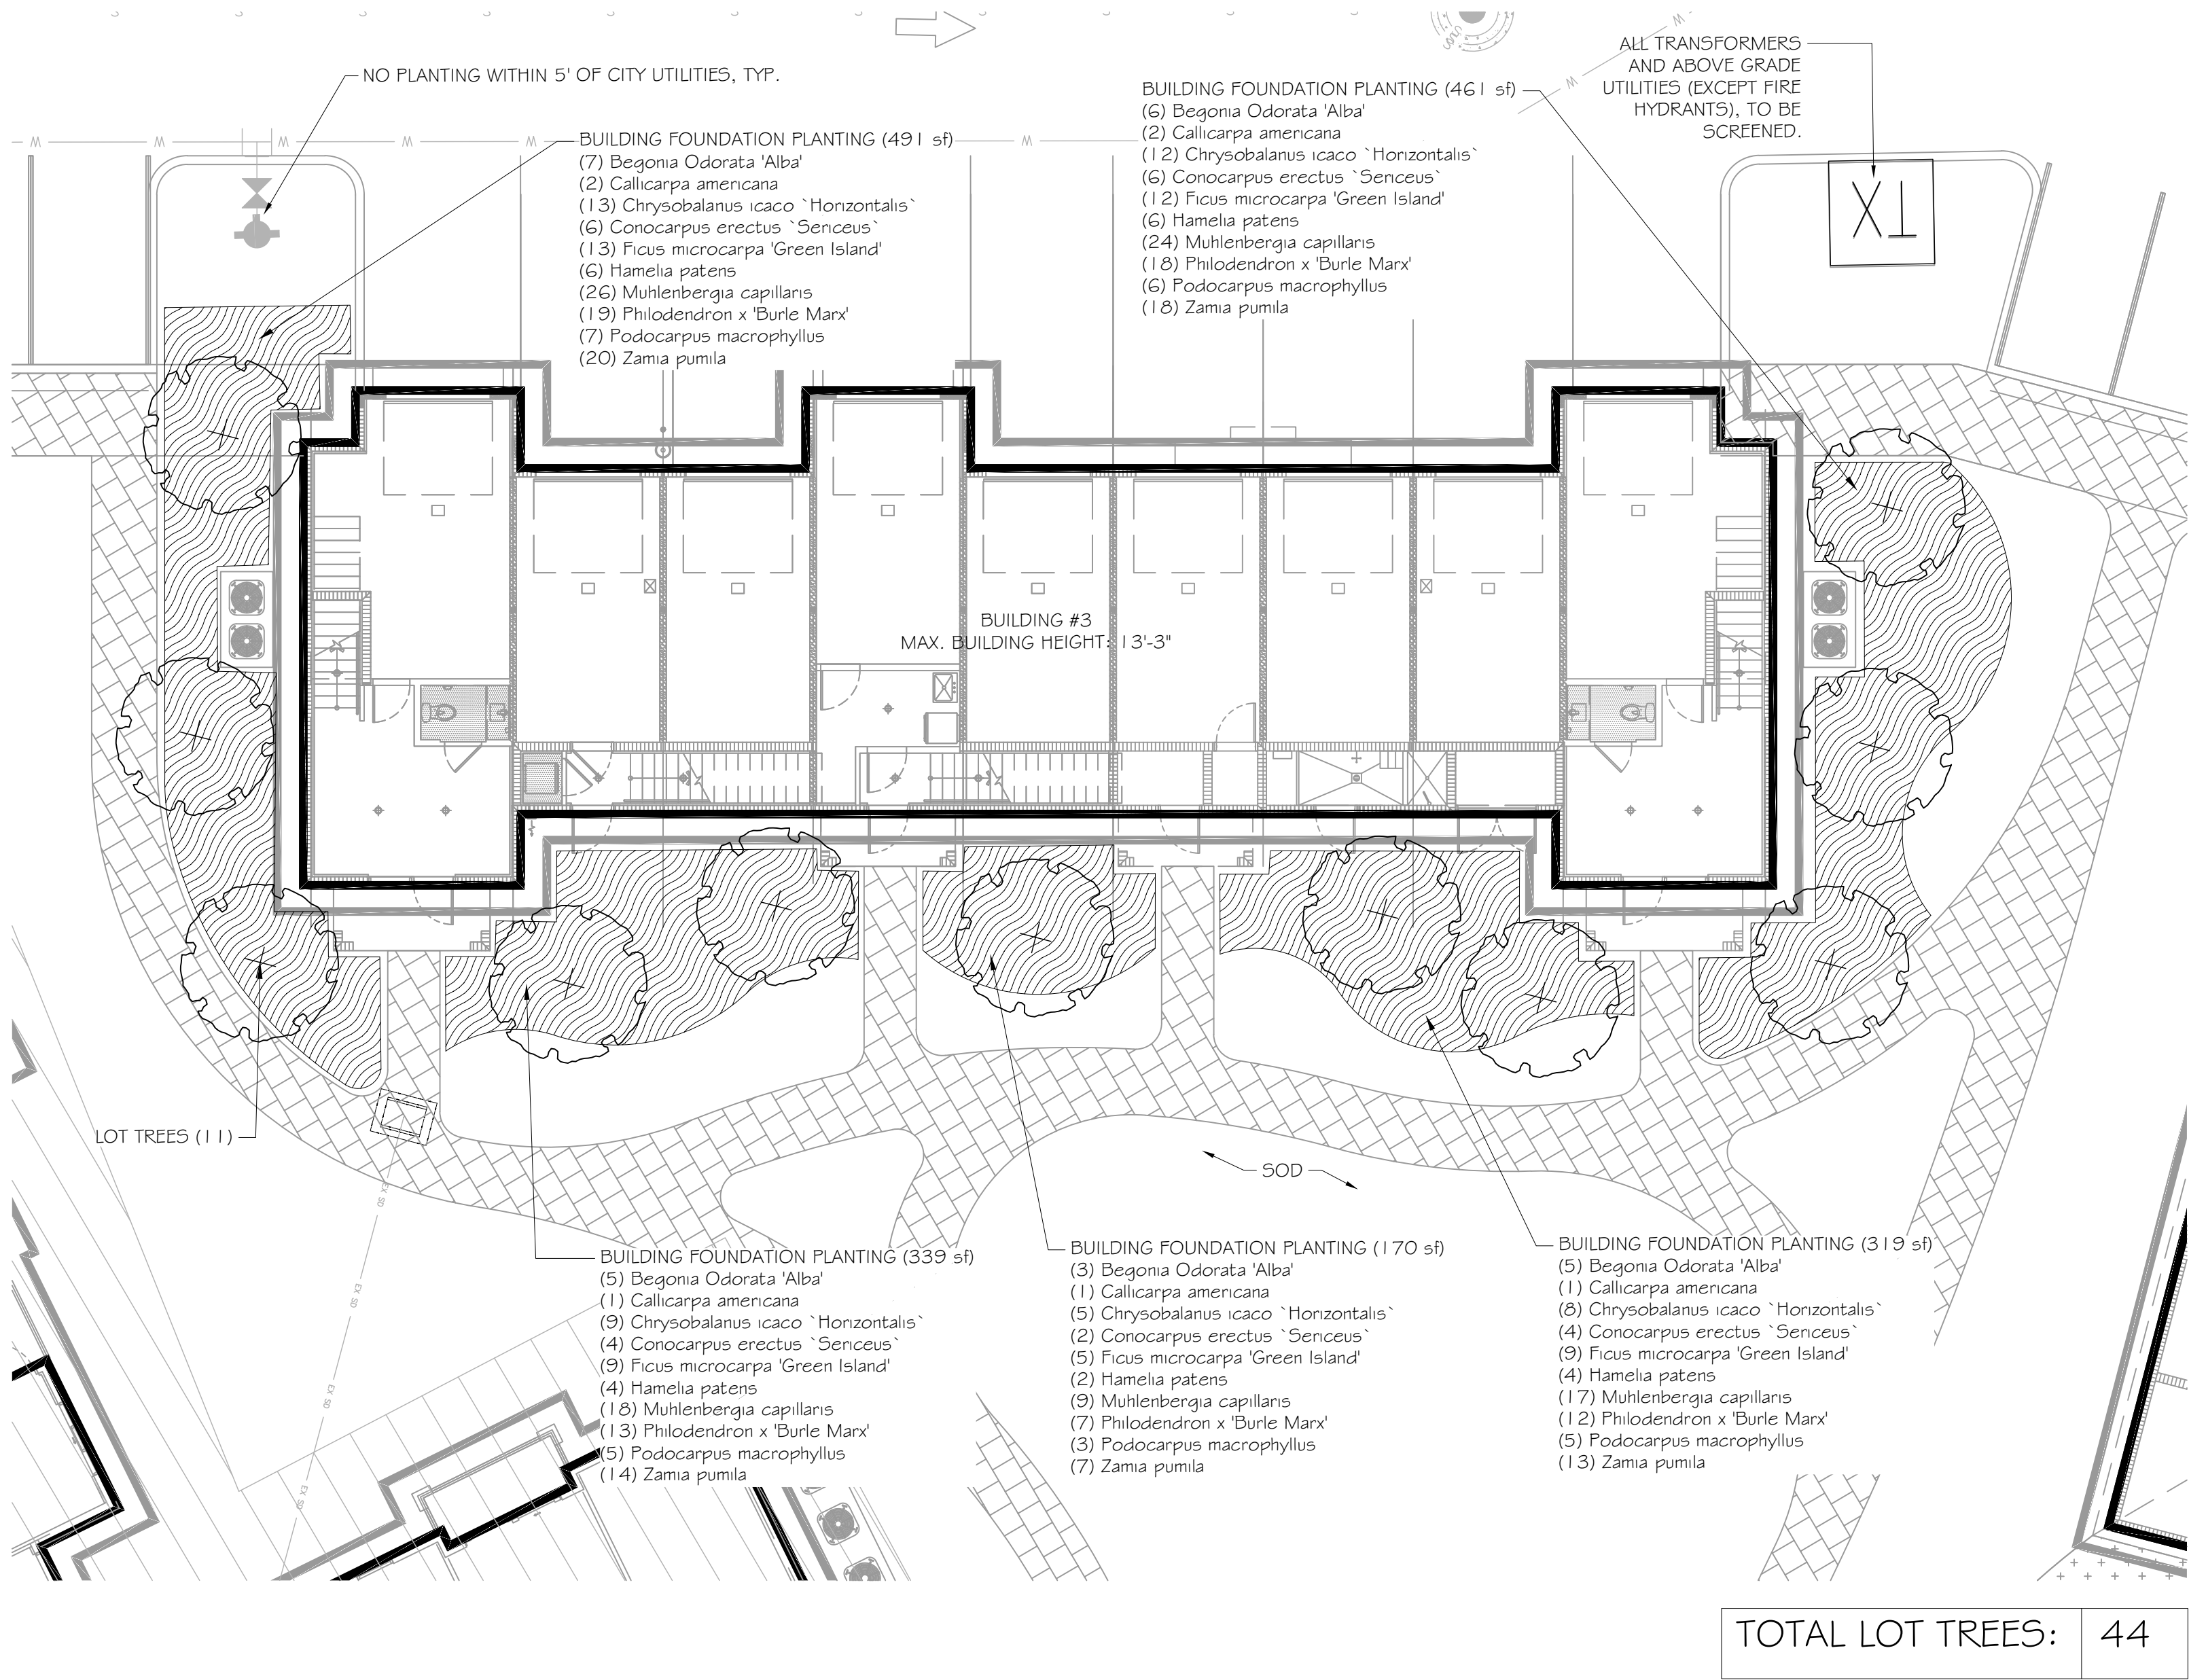 NO PLANTING WITHIN 5' OF CITY UTILITIES, TYP.
ALL TRANSFORMERS
AND ABOVE GRADE
UTILITIES (EXCEPT FIRE
HYDRANTS), TO BE
SCREENED.
BUILDING FOUNDATION PLANTING (491 sf)
(7) Begonia Odorata 'Alba'
(2) Callicarpa americana
(13) Chrysobalanus icaco `Horizontalis`
(6) Conocarpus erectus `Sericeus`
(13) Ficus microcarpa 'Green Island'
(6) Hamelia patens
(26) Muhlenbergia capillaris
(19) Philodendron x 'Burle Marx'
(7) Podocarpus macrophyllus
(20) Zamia pumila
BUILDING FOUNDATION PLANTING (461 sf)
(6) Begonia Odorata 'Alba'
(2) Callicarpa americana
(12) Chrysobalanus icaco `Horizontalis`
(6) Conocarpus erectus `Sericeus`
(12) Ficus microcarpa 'Green Island'
(6) Hamelia patens
(24) Muhlenbergia capillaris
(18) Philodendron x 'Burle Marx'
(6) Podocarpus macrophyllus
(18) Zamia pumila
TX
W
W
W
W
W
W
W
W
BUILDING #3
MAX. BUILDING HEIGHT: 13'-3"
LOT TREES (11)
SOD
EX SD
EX SD
EX SD
EX SD
BUILDING FOUNDATION PLANTING (339 sf)
(5) Begonia Odorata 'Alba'
(1) Callicarpa americana
(9) Chrysobalanus icaco `Horizontalis`
(4) Conocarpus erectus `Sericeus`
(9) Ficus microcarpa 'Green Island'
(4) Hamelia patens
(18) Muhlenbergia capillaris
(13) Philodendron x 'Burle Marx'
(5) Podocarpus macrophyllus
(14) Zamia pumila
BUILDING FOUNDATION PLANTING (170 sf)
(3) Begonia Odorata 'Alba'
(1) Callicarpa americana
(5) Chrysobalanus icaco `Horizontalis`
(2) Conocarpus erectus `Sericeus`
(5) Ficus microcarpa 'Green Island'
(2) Hamelia patens
(9) Muhlenbergia capillaris
(7) Philodendron x 'Burle Marx'
(3) Podocarpus macrophyllus
(7) Zamia pumila
BUILDING FOUNDATION PLANTING (319 sf)
(5) Begonia Odorata 'Alba'
(1) Callicarpa americana
(8) Chrysobalanus icaco `Horizontalis`
(4) Conocarpus erectus `Sericeus`
(9) Ficus microcarpa 'Green Island'
(4) Hamelia patens
(17) Muhlenbergia capillaris
(12) Philodendron x 'Burle Marx'
(5) Podocarpus macrophyllus
(13) Zamia pumila
TOTAL LOT TREES: 44